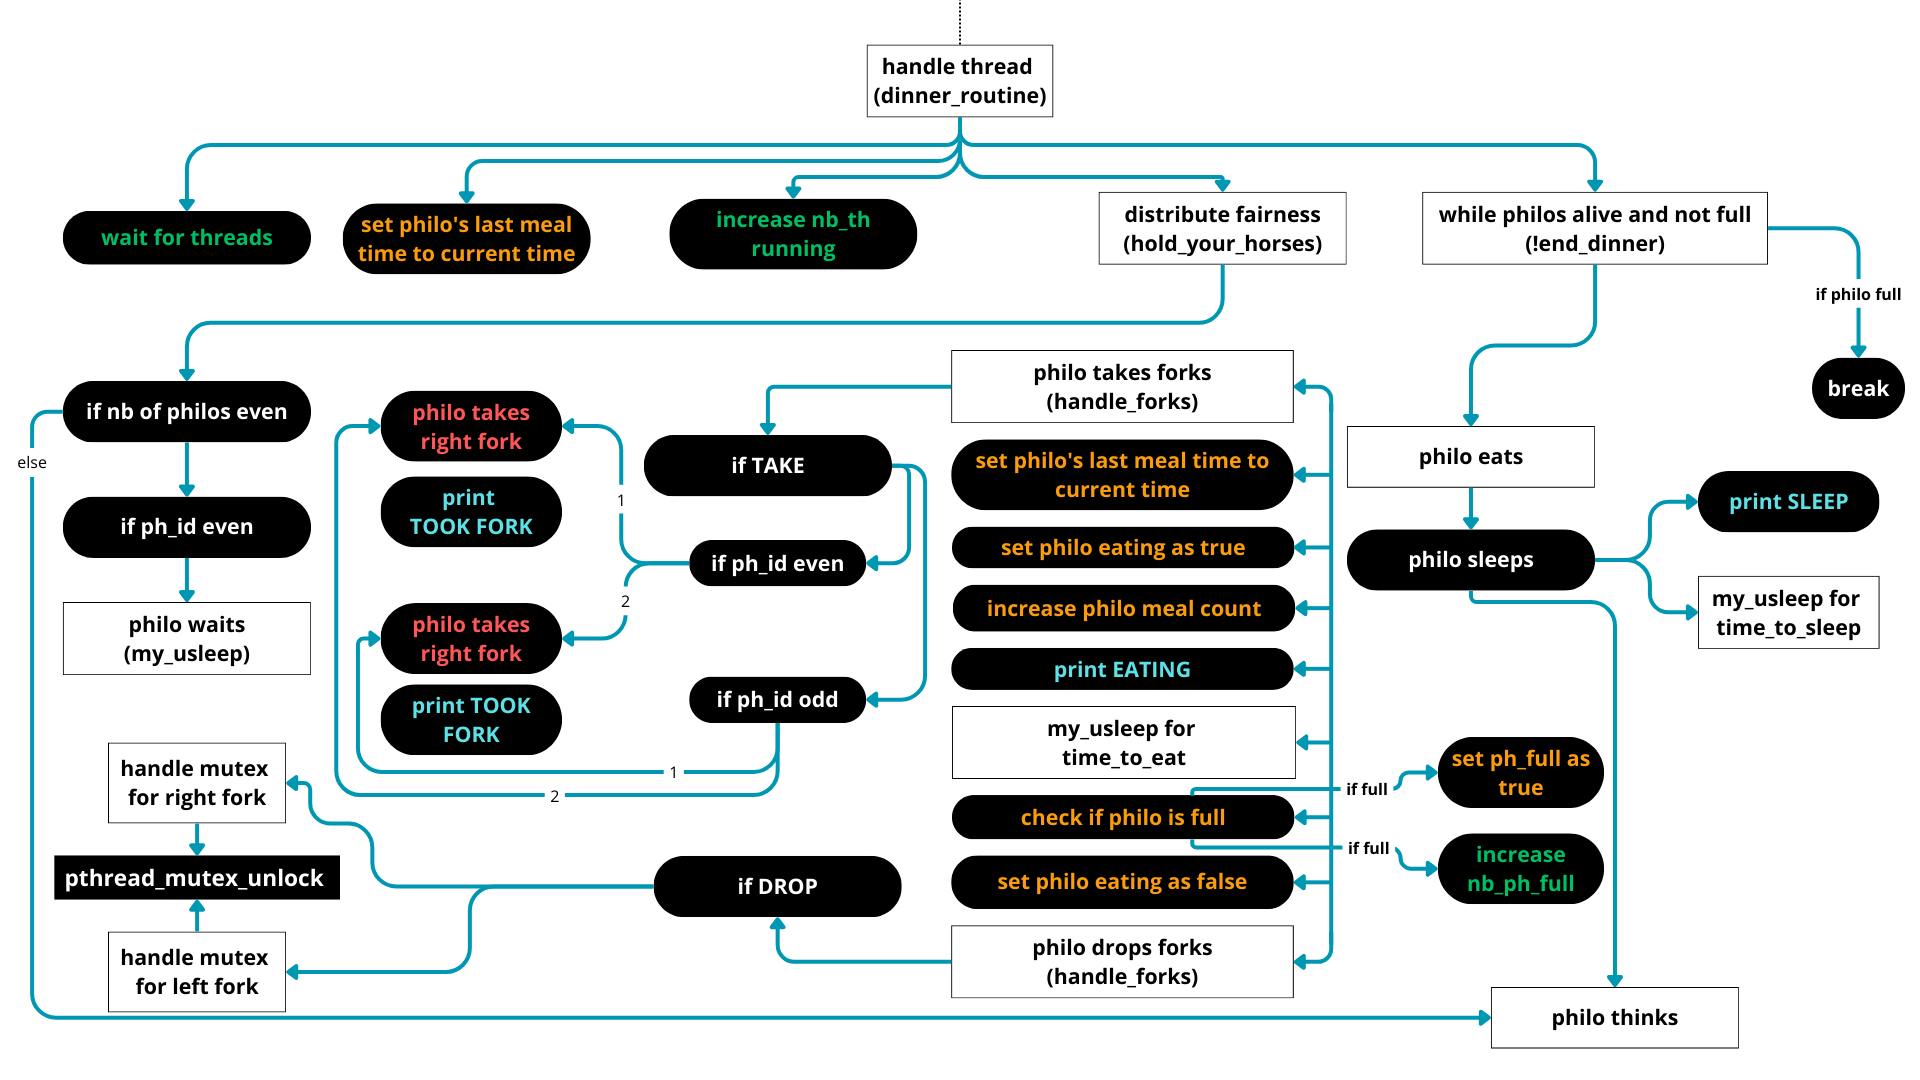 handle thread
(dinner_routine)
wait for threads
set philo's last meal
time to current time
increase nb_th
running
distribute fairness
(hold_your_horses)
while philos alive and not full
(!end_dinner)
if philo full
break
if nb of philos even
else
if ph_id even
philo waits
(my_usleep)
philo takes
right fork
print
TOOK FORK
philo takes
right fork
print TOOK
FORK
if TAKE
1
if ph_id even
2
if ph_id odd
1
2
philo takes forks
(handle_forks)
set philo's last meal time to
current time
set philo eating as true
increase philo meal count
print EATING
my_usleep for
time_to_eat
check if philo is full
set philo eating as false
philo drops forks
(handle_forks)
philo eats
philo sleeps
print SLEEP
my_usleep for
time_to_sleep
if full
set ph_full as
true
if full
increase
nb_ph_full
handle mutex
for right fork
pthread_mutex_unlock
handle mutex
for left fork
if DROP
philo thinks